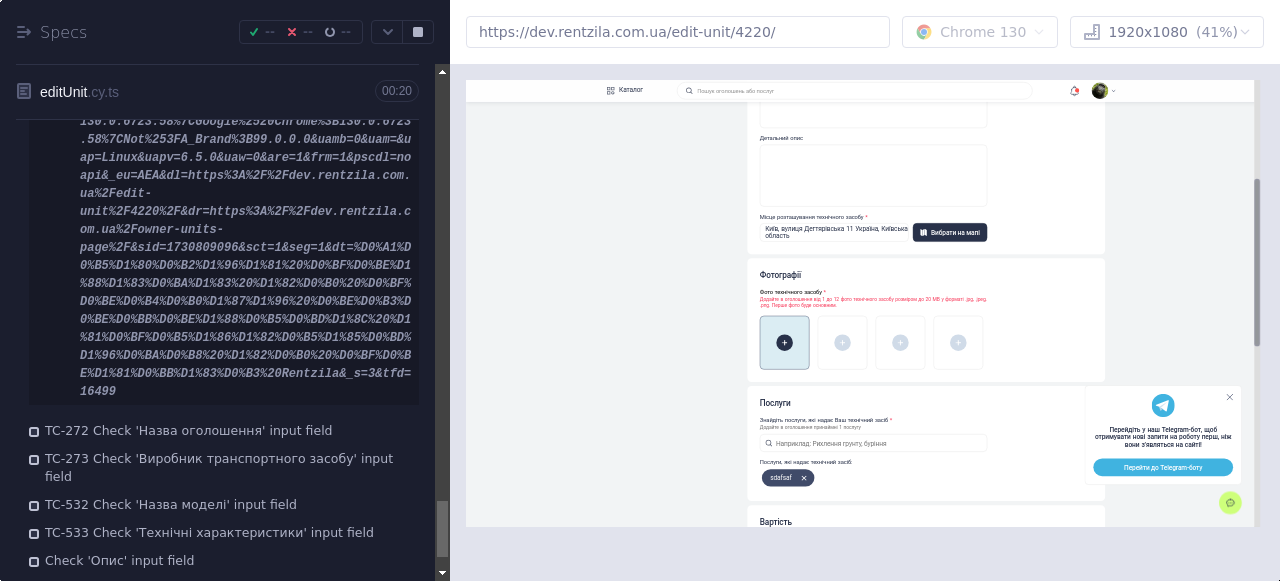 Specs
--
--
--
editUnit.cy.ts
00:20
130.0.6723.58%7CGoogle%2520Chrome%3B130.0.6723
.58%7CNot%253FA_Brand%3B99.0.0.0&uamb=0&uam=&u
ap=Linux&uapv=6.5.0&uaw=0&are=1&frm=1&pscdl=no
api&_eu=AEA&dl=https%3A%2F%2Fdev.rentzila.com.
ua%2Fedit-
unit%2F4220%2F&dr=https%3A%2F%2Fdev.rentzila.c
om.ua%2Fowner-units-
page%2F&sid=1730809096&sct=1&seg=1&dt=%D0%A1%D
0%B5%D1%80%D0%B2%D1%96%D1%81%20%D0%BF%D0%BE%D1
%88%D1%83%D0%BA%D1%83%20%D1%82%D0%B0%20%D0%BF%
D0%BE%D0%B4%D0%B0%D1%87%D1%96%20%D0%BE%D0%B3%D
0%BE%D0%BB%D0%BE%D1%88%D0%B5%D0%BD%D1%8C%20%D1
%81%D0%BF%D0%B5%D1%86%D1%82%D0%B5%D1%85%D0%BD%
D1%96%D0%BA%D0%B8%20%D1%82%D0%B0%20%D0%BF%D0%B
E%D1%81%D0%BB%D1%83%D0%B3%20Rentzila&_s=3&tfd=
16499
TC-272 Check 'Назва оголошення' input field
TC-273 Check 'Виробник транспортного засобу' input
field
TC-532 Check 'Назва моделі' input field
TC-533 Check 'Технічні характеристики' input field
Check 'Опис' input field
https://dev.rentzila.com.ua/edit-unit/4220/
Chrome 130
1920x1080 (41%)
Каталог
Пошук оголошень або послуг
Детальний опис
Місце розташування технічного засобу *
Київ, вулиця Дегтярівська 11 Україна, Київська
область
Вибрати на мапі
Фотографії
Фото технічного засобу *
Додайте в оголошення від 1 до 12 фото технічного засобу розміром до 20 МВ у форматі .jpg, .jpeg,
.png. Перше фото буде основним.
Послуги
Знайдіть послуги, які надає Ваш технічний засіб *
Додайте в оголошення принаймні 1 послугу
Наприклад: Рихлення грунту, буріння
Послуги, які надає технічний засіб:
sdafsaf
Вартість
Перейдіть у наш Telegram-бот, щоб
отримувати нові запити на роботу перш, ніж
вони зʼявляться на сайті!
Перейти до Telegram-боту